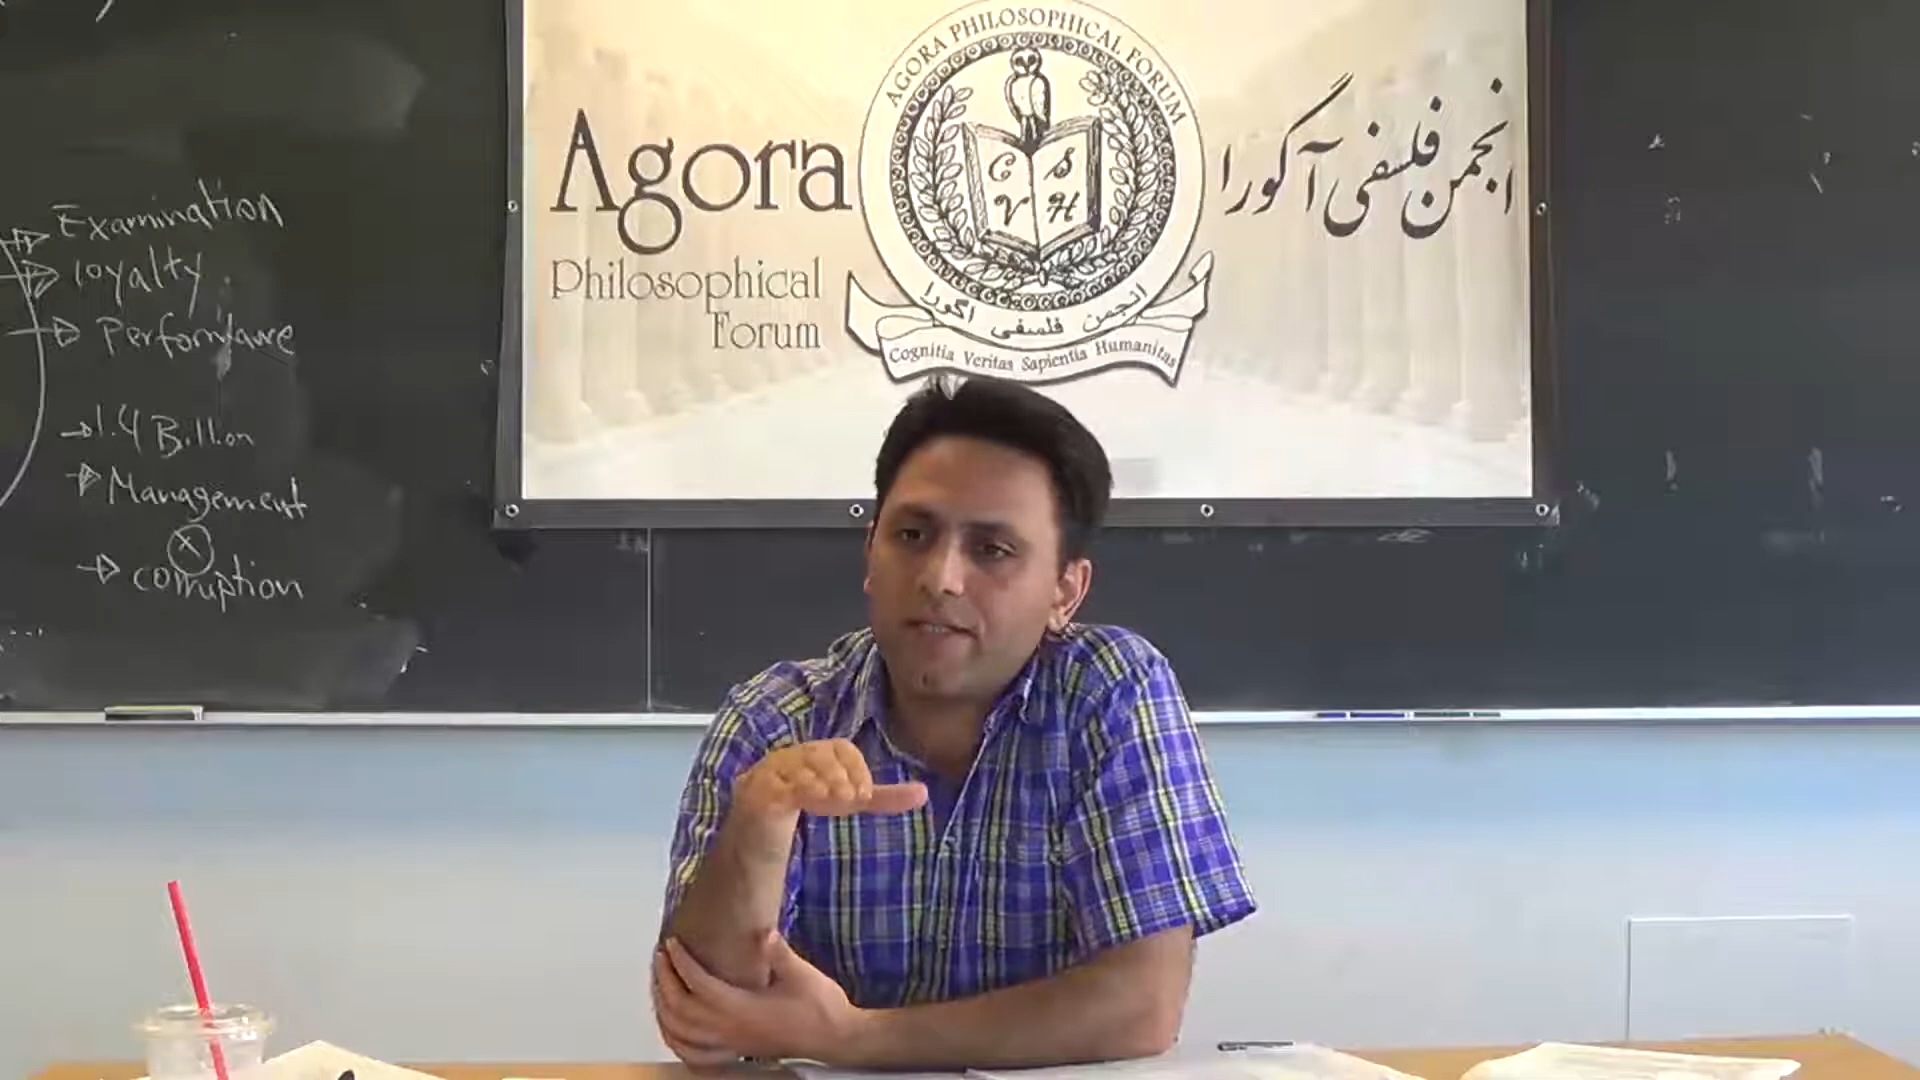 Examination
loyalty
Performance
1.4 Billion
Management
x
corruption
Agora
Philosophical
Forum
AGORA PHILOSOPHICAL FORUM
C S
V H
انجمن فلسفی اگورا
Cognitia Veritas Sapientia Humanitas
انجمن فلسفی آگورا